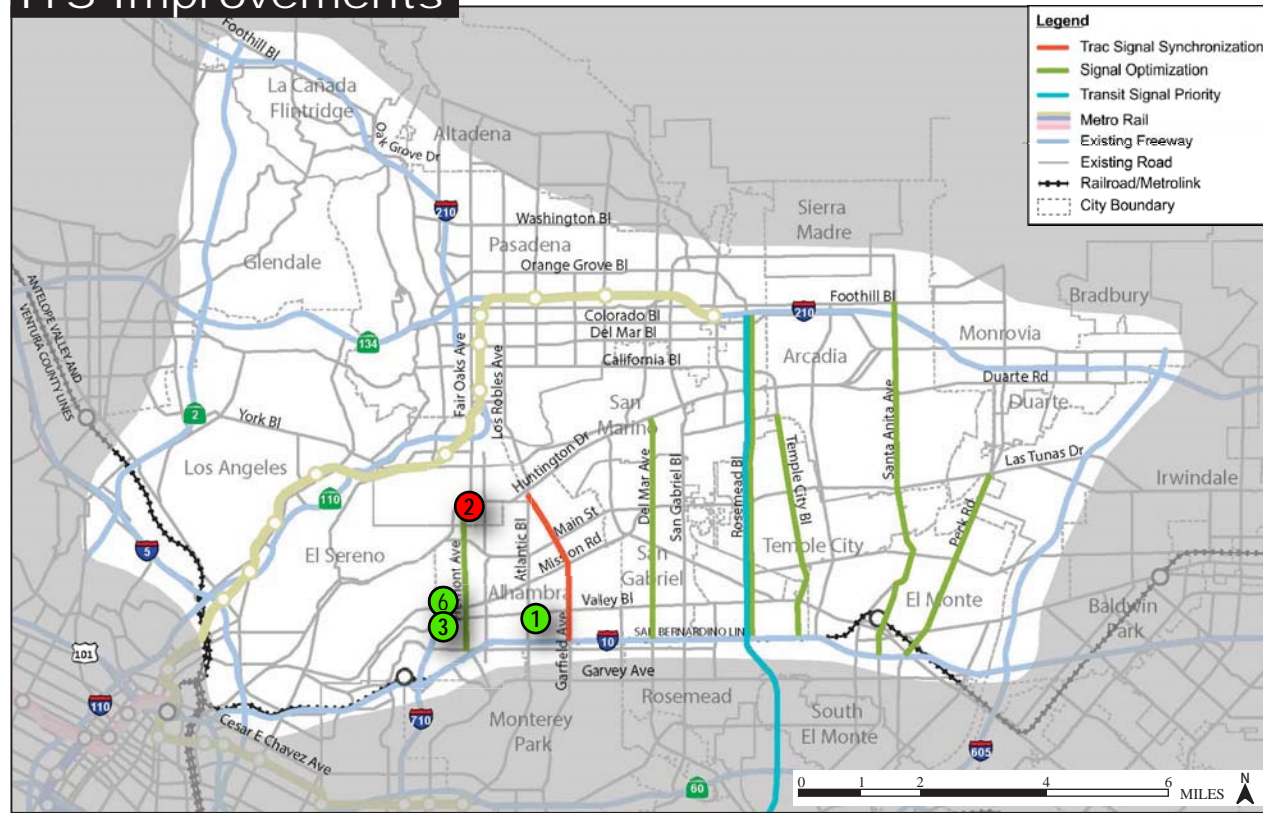 ITS Improvements
Legend
Trac Signal Synchronization
Signal Optimization
Transit Signal Priority
Metro Rail
Existing Freeway
Existing Road
Railroad/Metrolink
City Boundary
Foothill Bl
La Cañada
Flintridge
Oak Grove Dr
Altadena
210
Washington Bl
Sierra
Madre
Pasadena
Glendale
Orange Grove Bl
ANTELOPE VALLEY AND
VENTURA COUNTY LINES
Foothill Bl
Bradbury
Colorado Bl
210
Del Mar Bl
134
Fair Oaks Ave
Los Robles Ave
California Bl
Arcadia
Monrovia
Duarte Rd
Duarte
2
York Bl
San
Marino
Huntington Dr
Del Mar Ave
San Gabriel Bl
Rosemead Bl
Temple City Bl
Santa Anita Ave
Las Tunas Dr
Peck Rd
Irwindale
Los Angeles
110
2
Main St
Mission Rd
Atlantic Bl
5
El Sereno
mont Ave
San
Gabriel
Temple City
6
3
Alhambra
1
Valley Bl
El Monte
Baldwin
Park
Garfield Ave
10
SAN BERNARDINO LIN
101
Garvey Ave
110
Cesar E Chavez Ave
710
Monterey
Park
Rosemead
South
El Monte
605
60
0 1 2 4 6
MILES
N